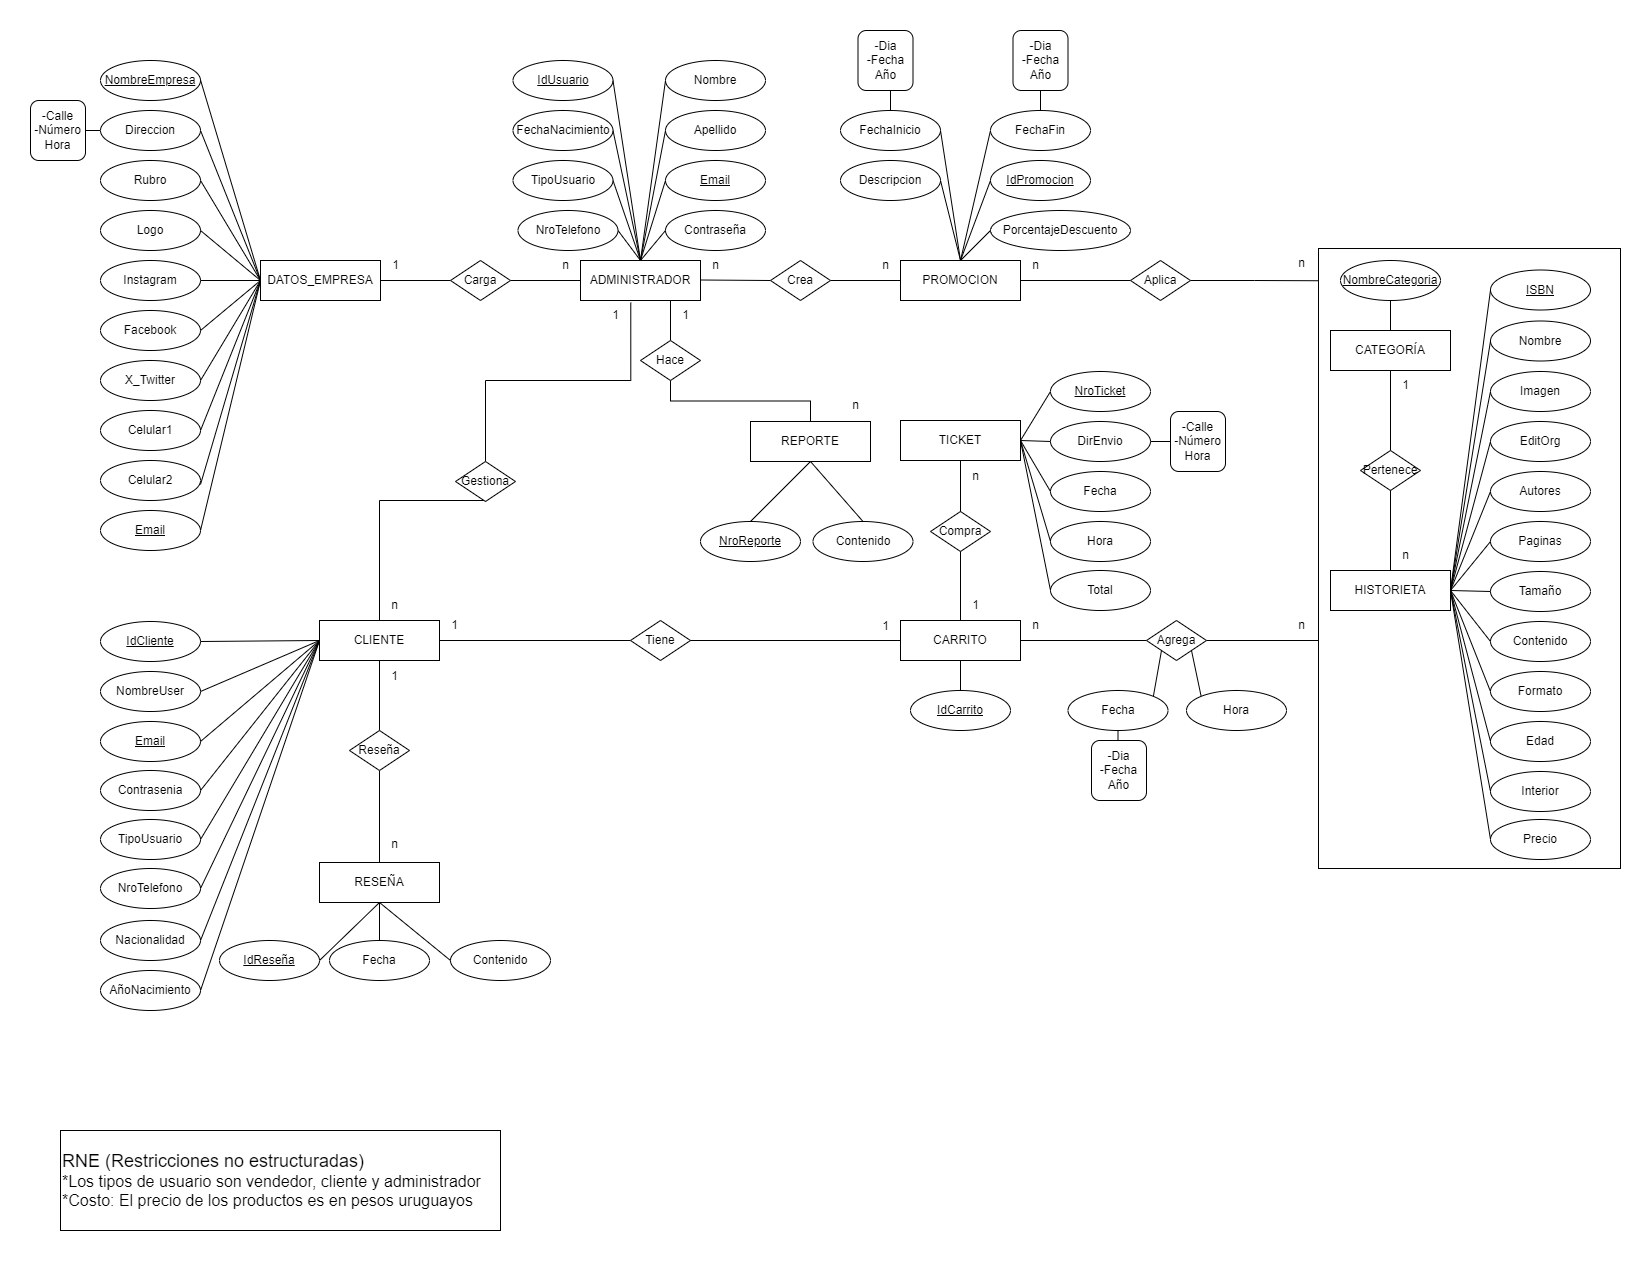 NombreEmpresa
-Calle
-Número
Hora
Direccion
Rubro
Logo
Instagram
Facebook
X_Twitter
Celular1
Celular2
Email
DATOS_EMPRESA
1
Carga
n
IdUsuario
FechaNacimiento
TipoUsuario
NroTelefono
Nombre
Apellido
Email
Contraseña
ADMINISTRADOR
n
Crea
n
1
1
Hace
n
-Dia
-Fecha
Año
-Dia
-Fecha
Año
FechaInicio
Descripcion
FechaFin
IdPromocion
PorcentajeDescuento
PROMOCION
n
Aplica
n
NombreCategoria
CATEGORÍA
1
Pertenece
n
HISTORIETA
ISBN
Nombre
Imagen
EditOrg
Autores
Paginas
Tamaño
Contenido
Formato
Edad
Interior
Precio
REPORTE
NroReporte
Contenido
TICKET
NroTicket
DirEnvio
-Calle
-Número
Hora
Fecha
Hora
Total
n
Compra
1
Gestiona
n
CLIENTE
1
Tiene
1
CARRITO
n
Agrega
n
IdCarrito
Fecha
Hora
-Dia
-Fecha
Año
IdCliente
NombreUser
Email
Contrasenia
TipoUsuario
NroTelefono
Nacionalidad
AñoNacimiento
1
Reseña
n
RESEÑA
IdReseña
Fecha
Contenido
RNE (Restricciones no estructuradas)
*Los tipos de usuario son vendedor, cliente y administrador
*Costo: El precio de los productos es en pesos uruguayos